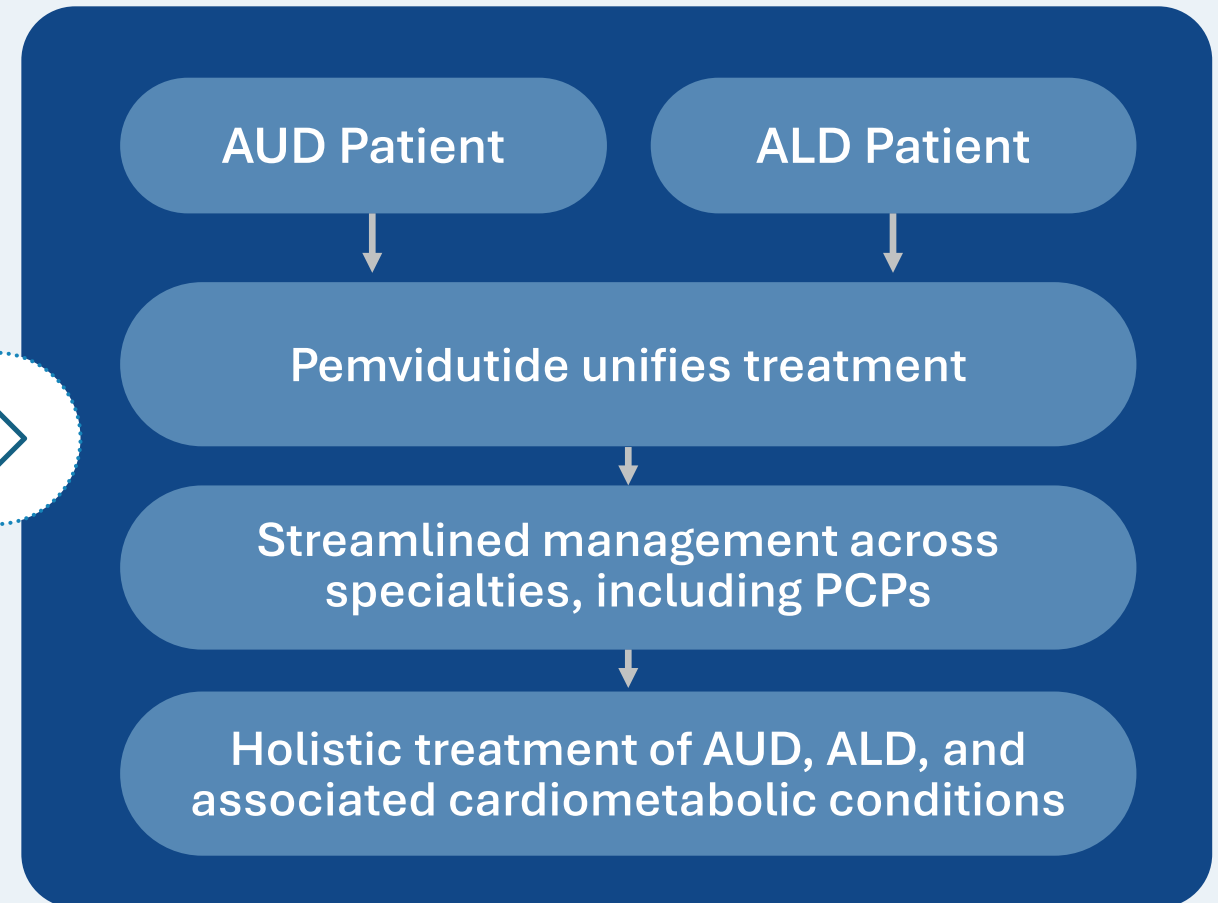 AUD Patient
ALD Patient
Pemvidutide unifies treatment
Streamlined management across
specialties, including PCPs
Holistic treatment of AUD, ALD, and
associated cardiometabolic conditions